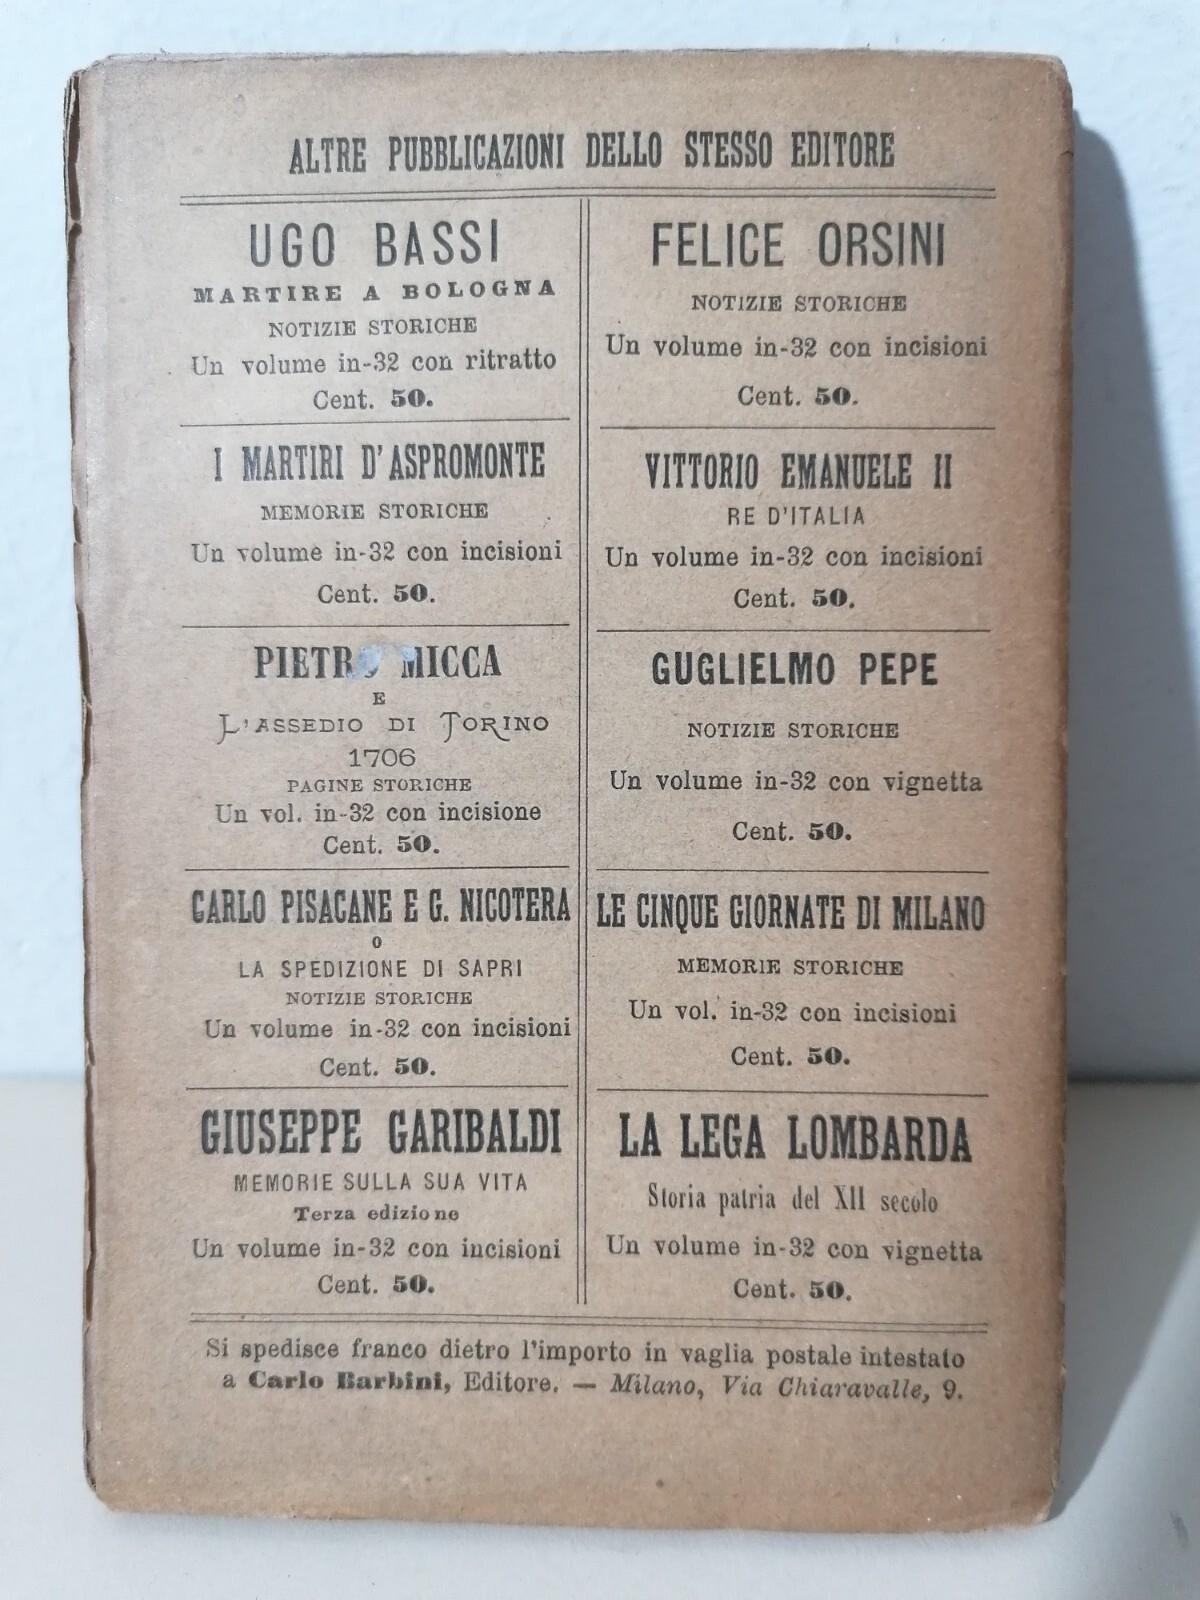 ALTRE PUBBLICAZIONI DELLO STESSO EDITORE
UGO BASSI
MARTIRE A BOLOGNA
NOTIZIE STORICHE
Un volume in-32 con ritratto
Cent. 50.
I MARTIRI D'ASPROMONTE
MEMORIE STORICHE
Un volume in-32 con incisioni
Cent. 50.
PIETRO MICCA
E
L'ASSEDIO DI TORINO
1706
PAGINE STORICHE
Un vol. in-32 con incisione
Cent. 50.
CARLO PISACANE E G. NICOTERA
O
LA SPEDIZIONE DI SAPRI
NOTIZIE STORICHE
Un volume in-32 con incisioni
Cent. 50.
GIUSEPPE GARIBALDI
MEMORIE SULLA SUA VITA
Terza edizione
Un volume in-32 con incisioni
Cent. 50.
FELICE ORSINI
NOTIZIE STORICHE
Un volume in-32 con incisioni
Cent. 50.
VITTORIO EMANUELE II
RE D'ITALIA
Un volume in-32 con incisioni
Cent. 50.
GUGLIELMO PEPE
NOTIZIE STORICHE
Un volume in-32 con vignetta
Cent. 50.
LE CINQUE GIORNATE DI MILANO
MEMORIE STORICHE
Un vol. in-32 con incisioni
Cent. 50.
LA LEGA LOMBARDA
Storia patria del XII secolo
Un volume in-32 con vignetta
Cent. 50.
Si spedisce franco dietro l'importo in vaglia postale intestato
a Carlo Barbini, Editore. — Milano, Via Chiaravalle, 9.